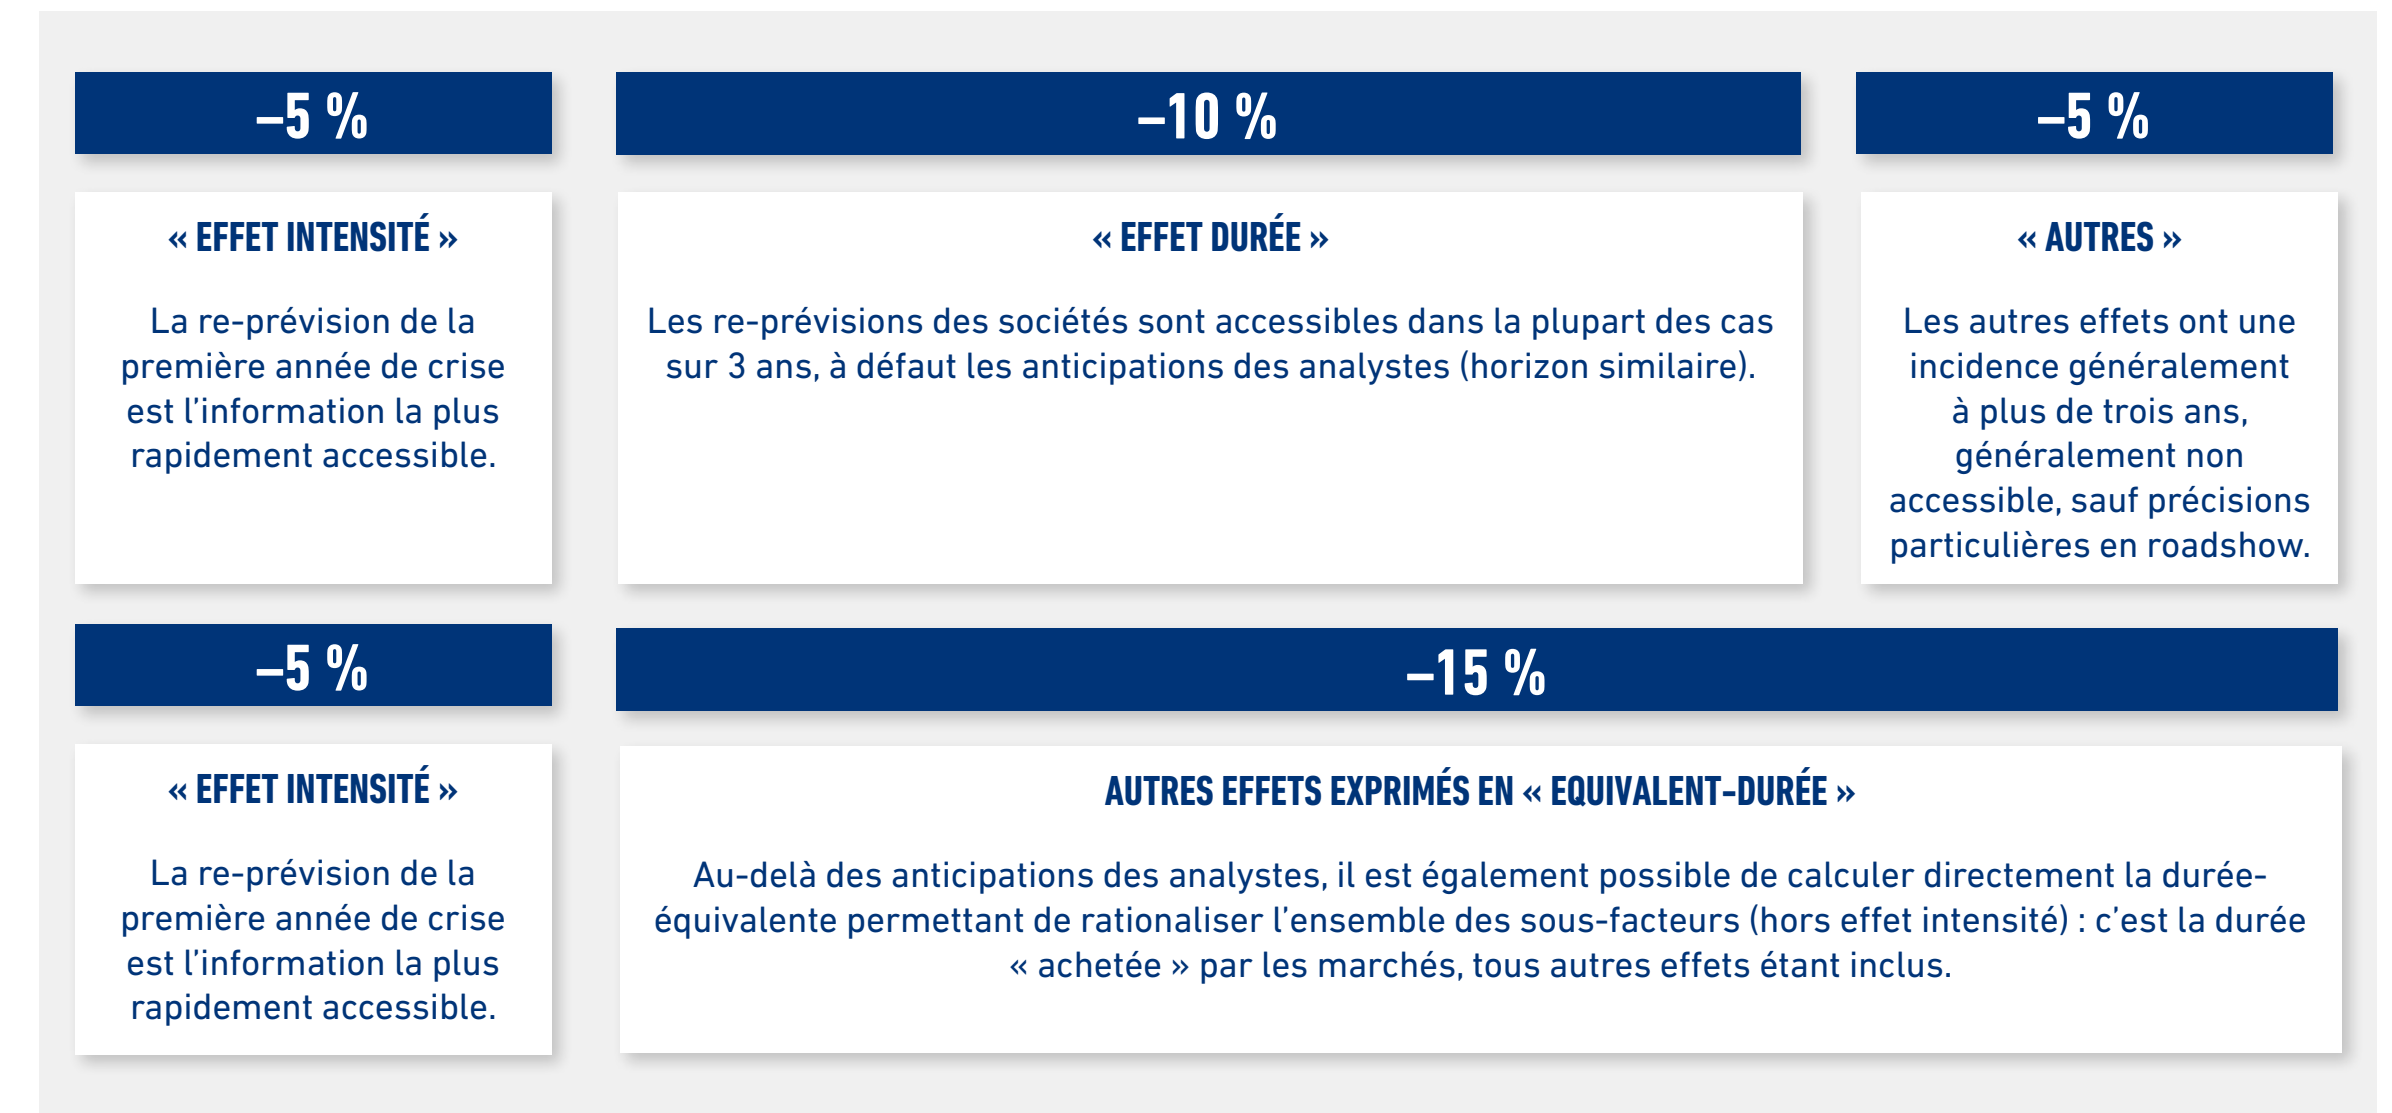 –5 %
–10 %
–5 %
« EFFET INTENSITÉ »
La re-prévision de la
première année de crise
est l’information la plus
rapidement accessible.
« EFFET DURÉE »
Les re-prévisions des sociétés sont accessibles dans la plupart des cas
sur 3 ans, à défaut les anticipations des analystes (horizon similaire).
« AUTRES »
Les autres effets ont une
incidence généralement
à plus de trois ans,
généralement non
accessible, sauf précisions
particulières en roadshow.
–5 %
–15 %
« EFFET INTENSITÉ »
La re-prévision de la
première année de crise
est l’information la plus
rapidement accessible.
AUTRES EFFETS EXPRIMÉS EN « EQUIVALENT-DURÉE »
Au-delà des anticipations des analystes, il est également possible de calculer directement la durée-
équivalente permettant de rationaliser l’ensemble des sous-facteurs (hors effet intensité) : c’est la durée
« achetée » par les marchés, tous autres effets étant inclus.